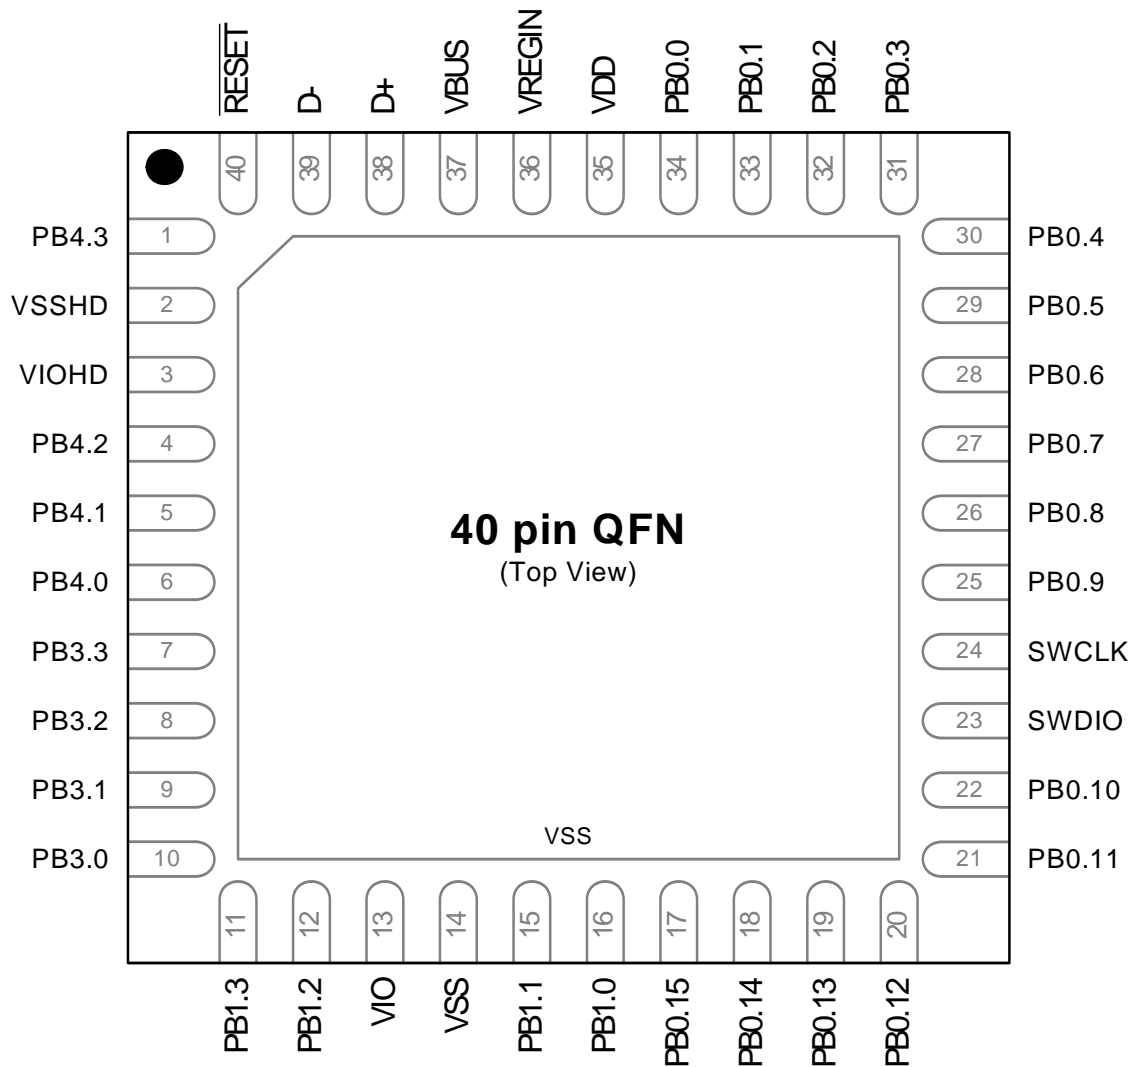 RESET
D-
D+
VBUS
VREGIN
VDD
PB0.0
PB0.1
PB0.2
PB0.3
40
39
38
37
36
35
34
33
32
31
PB4.3 1
30 PB0.4
VSSHD 2
29 PB0.5
VIOHD 3
28 PB0.6
PB4.2 4
27 PB0.7
PB4.1 5
26 PB0.8
40 pin QFN
(Top View)
PB4.0 6
25 PB0.9
PB3.3 7
24 SWCLK
PB3.2 8
23 SWDIO
PB3.1 9
22 PB0.10
VSS
PB3.0 10
21 PB0.11
11
12
13
14
15
16
17
18
19
20
PB1.3
PB1.2
VIO
VSS
PB1.1
PB1.0
PB0.15
PB0.14
PB0.13
PB0.12